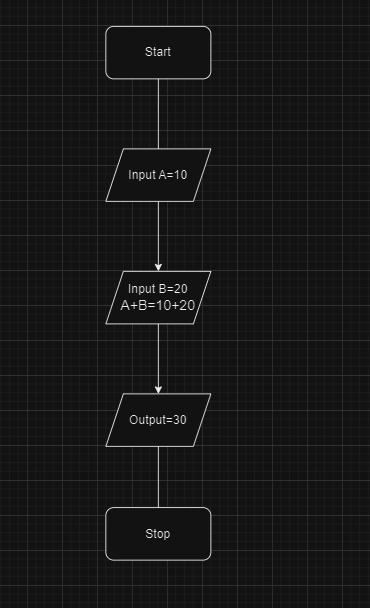 Start
Input A=10
Input B=20
A+B=10+20
Output=30
Stop